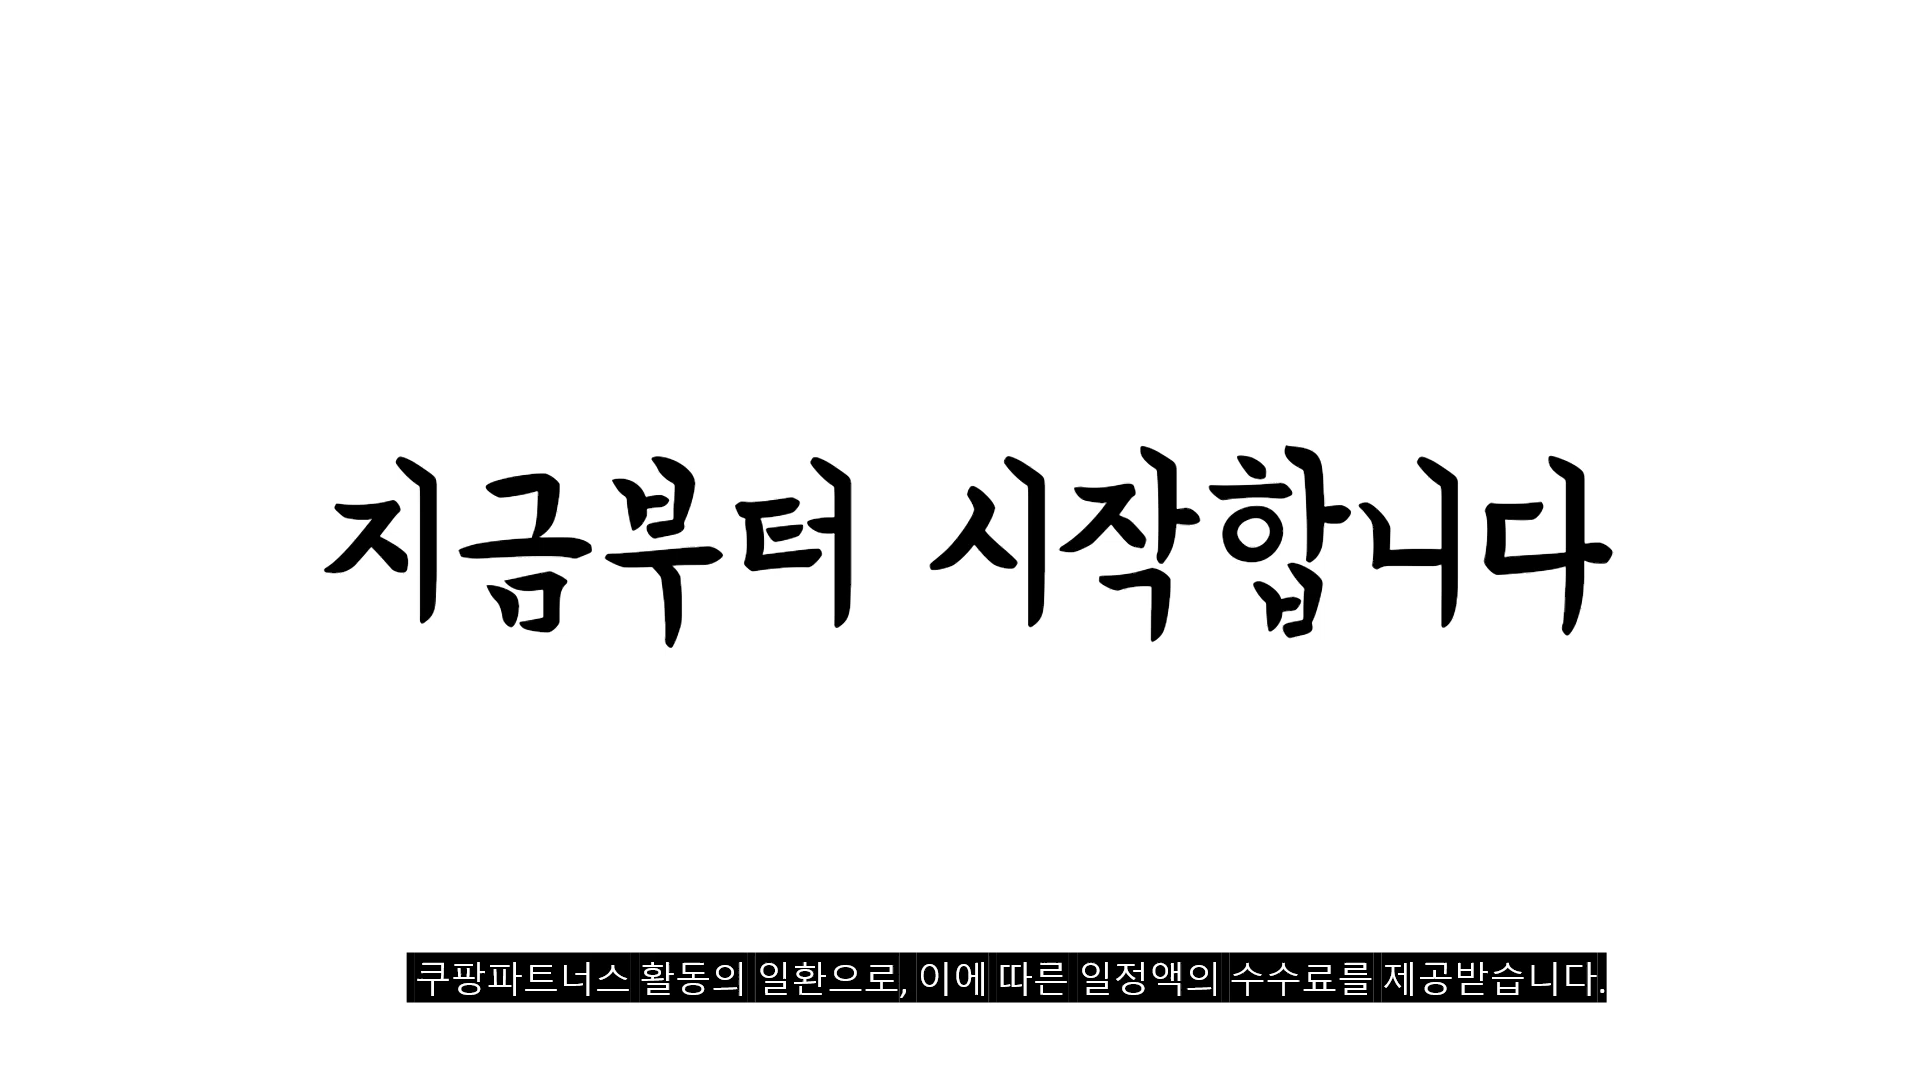 지금부터 시작합니다
쿠팡파트너스 활동의 일환으로, 이에 따른 일정액의 수수료를 제공받습니다.